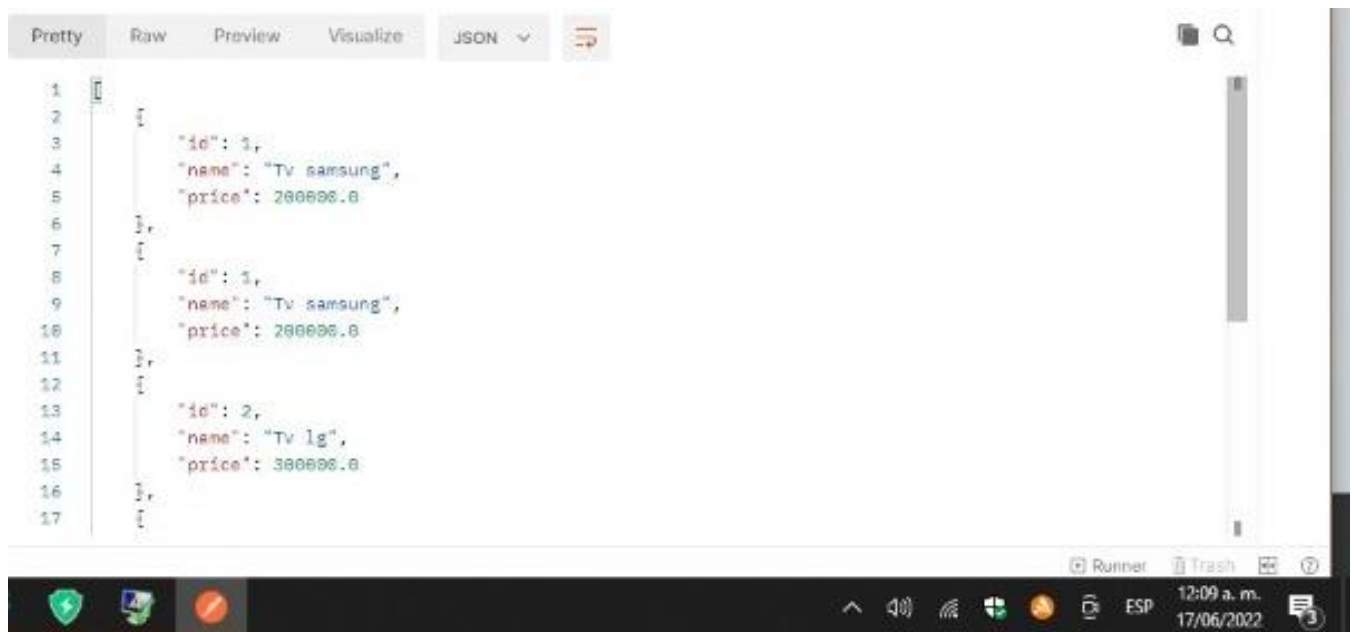 Pretty Raw Preview Visualize JSON
1 [
2 {
3 "id": 1,
4 "name": "Tv samsung",
5 "price": 200000.0
6 },
7 {
8 "id": 1,
9 "name": "Tv samsung",
10 "price": 200000.0
11 },
12 {
13 "id": 2,
14 "name": "Tv lg",
15 "price": 300000.0
16 },
17 {
Runner Trash
ESP 12:09 a. m.
17/06/2022
3